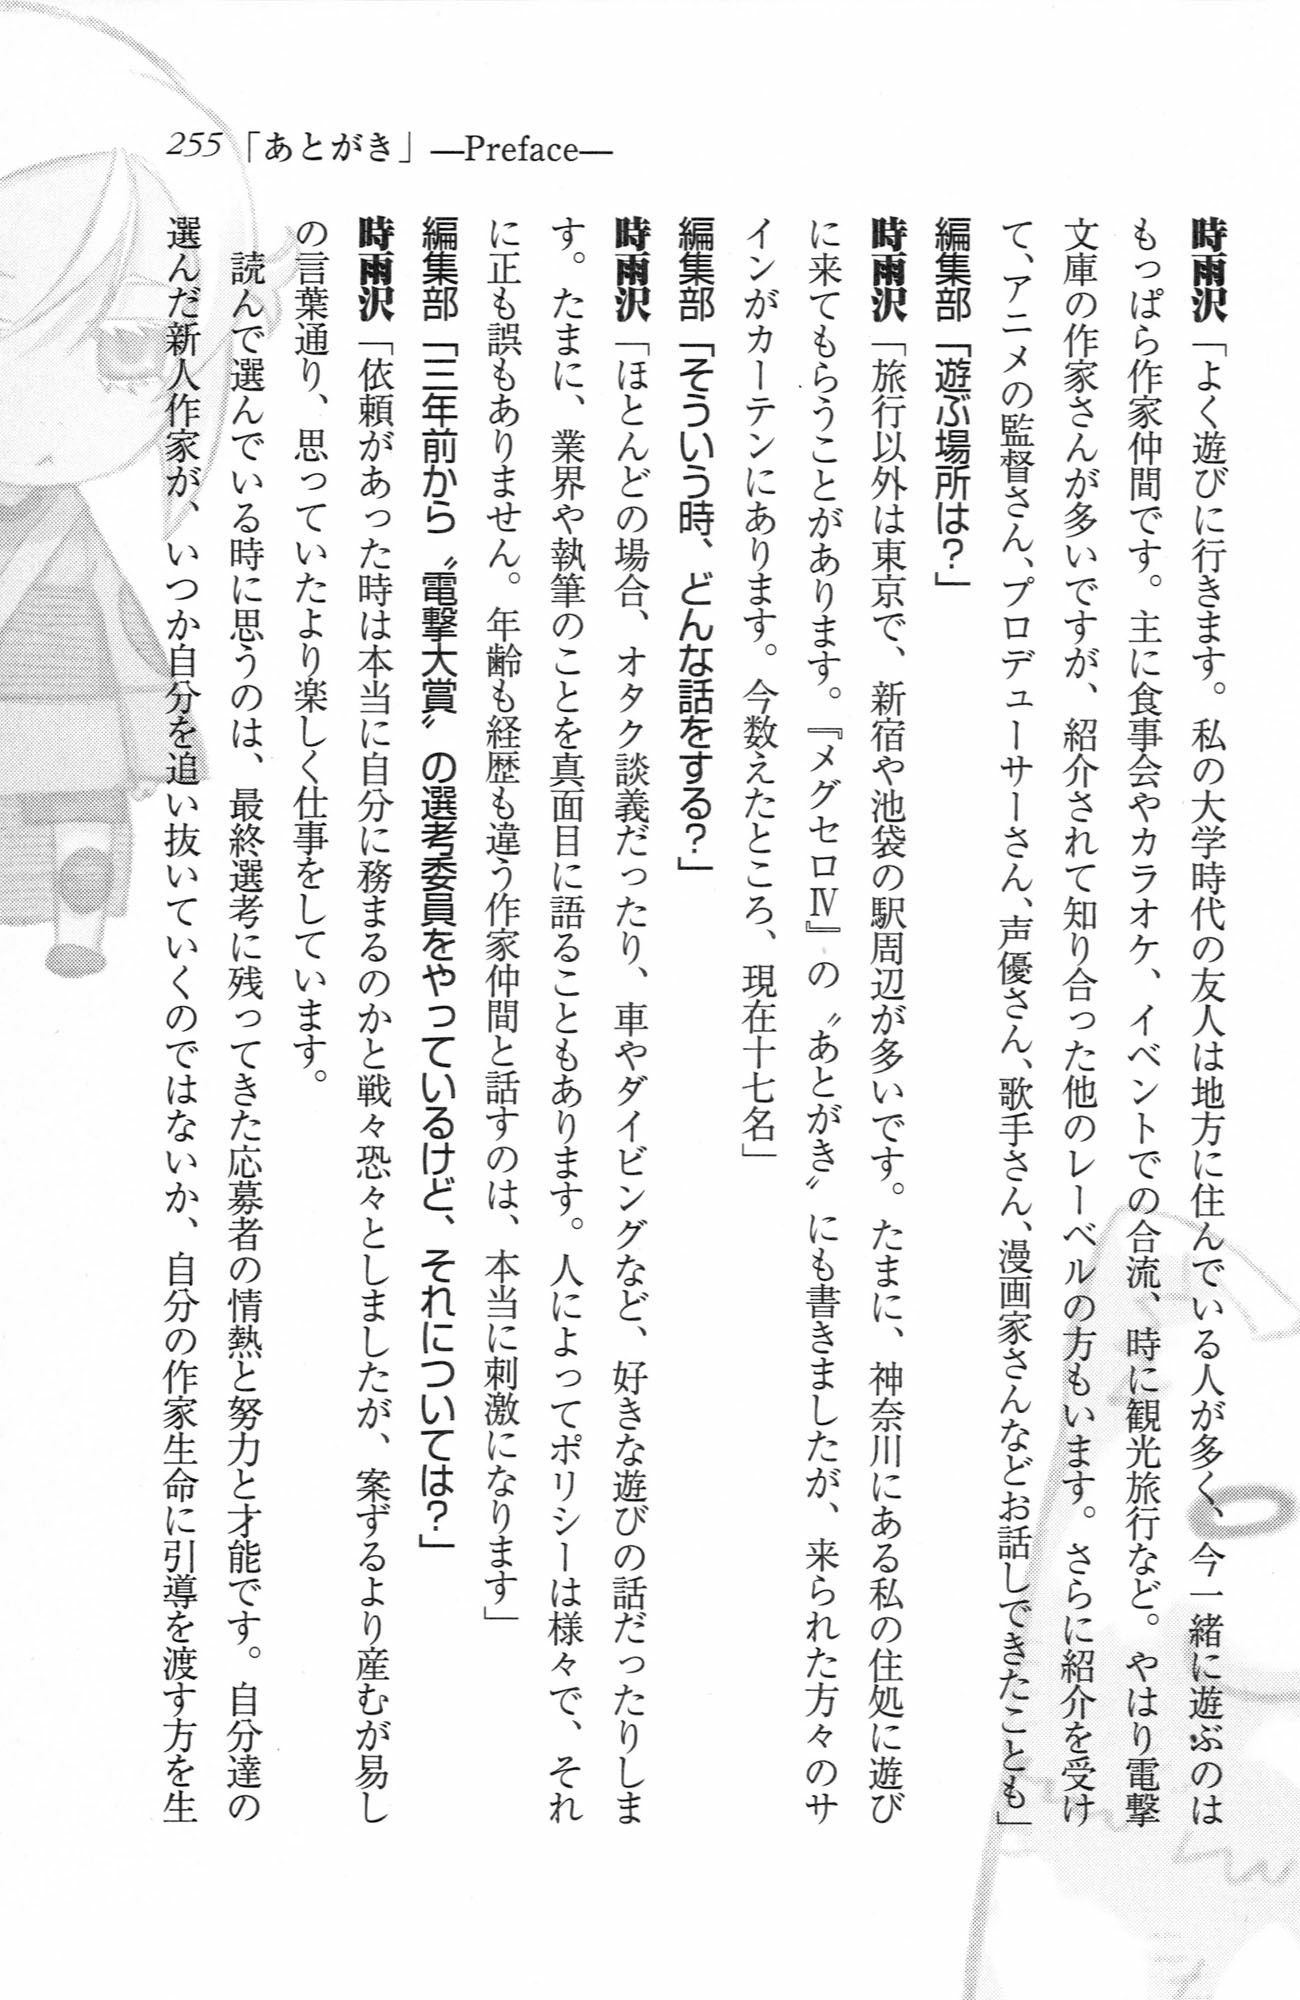 255「あとがき」―Preface―
時雨沢「よく遊びに行きます。私の大学時代の友人は地方に住んでいる人が多く、今一緒に遊ぶのは
もっぱら作家仲間です。主に食事会やカラオケ、イベントでの合流、時に観光旅行など。やはり電撃
文庫の作家さんが多いですが、紹介されて知り合った他のレーベルの方もいます。さらに紹介を受け
て、アニメの監督さん、プロデューサーさん、声優さん、歌手さん、漫画家さんなどお話しできたことも」
編集部「遊ぶ場所は？」
時雨沢「旅行以外は東京で、新宿や池袋の駅周辺が多いです。たまに、神奈川にある私の住処に遊び
に来てもらうことがあります。『メグセロⅣ』の〝あとがき〟にも書きましたが、来られた方々のサ
インがカーテンにあります。今数えたところ、現在十七名」
編集部「そういう時、どんな話をする？」
時雨沢「ほとんどの場合、オタク談義だったり、車やダイビングなど、好きな遊びの話だったりしま
す。たまに、業界や執筆のことを真面目に語ることもあります。人によってポリシーは様々で、それ
に正も誤もありません。年齢も経歴も違う作家仲間と話すのは、本当に刺激になります」
編集部「三年前から〝電撃大賞〟の選考委員をやっているけど、それについては？」
時雨沢「依頼があった時は本当に自分に務まるのかと戦々恐々としましたが、案ずるより産むが易し
の言葉通り、思っていたより楽しく仕事をしています。
　読んで選んでいる時に思うのは、最終選考に残ってきた応募者の情熱と努力と才能です。自分達の
選んだ新人作家が、いつか自分を追い抜いていくのではないか、自分の作家生命に引導を渡す方を生